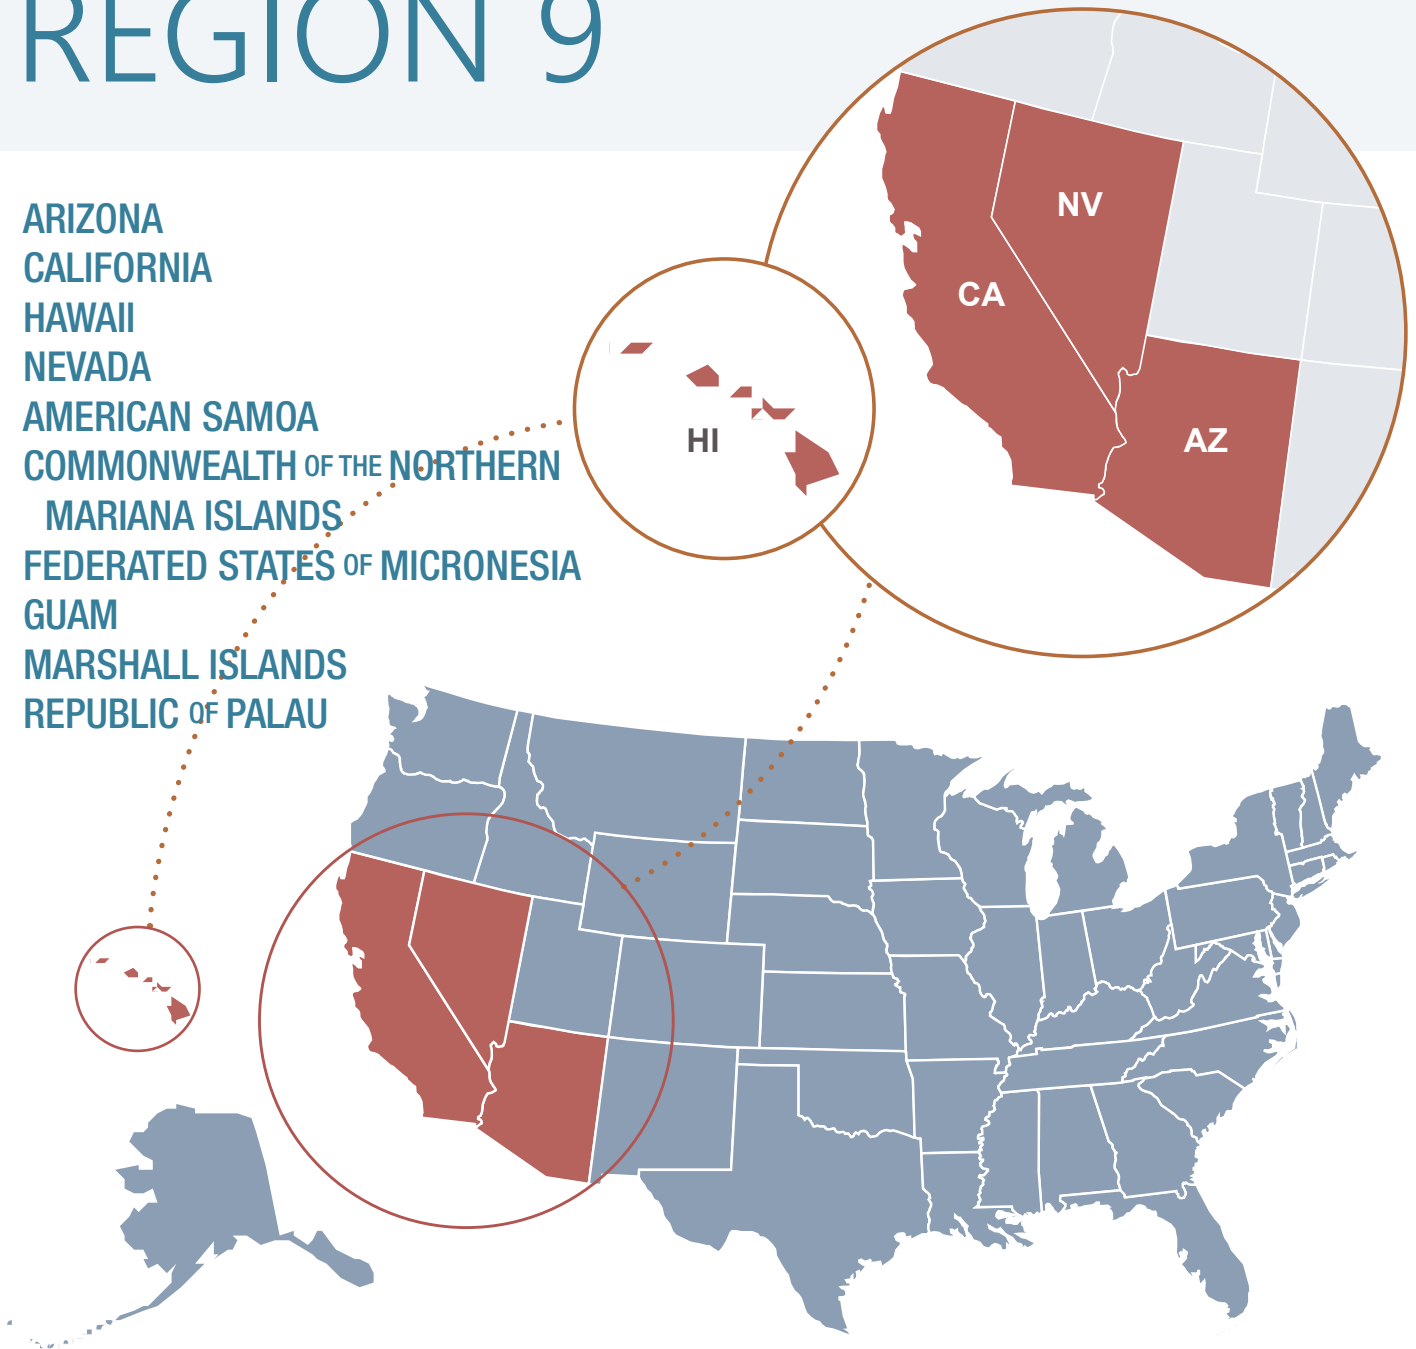 REGION 9
ARIZONA
CALIFORNIA
HAWAII
NEVADA
AMERICAN SAMOA
COMMONWEALTH OF THE NORTHERN
MARIANA ISLANDS
FEDERATED STATES OF MICRONESIA
GUAM
MARSHALL ISLANDS
REPUBLIC OF PALAU
NV
CA
HI
AZ